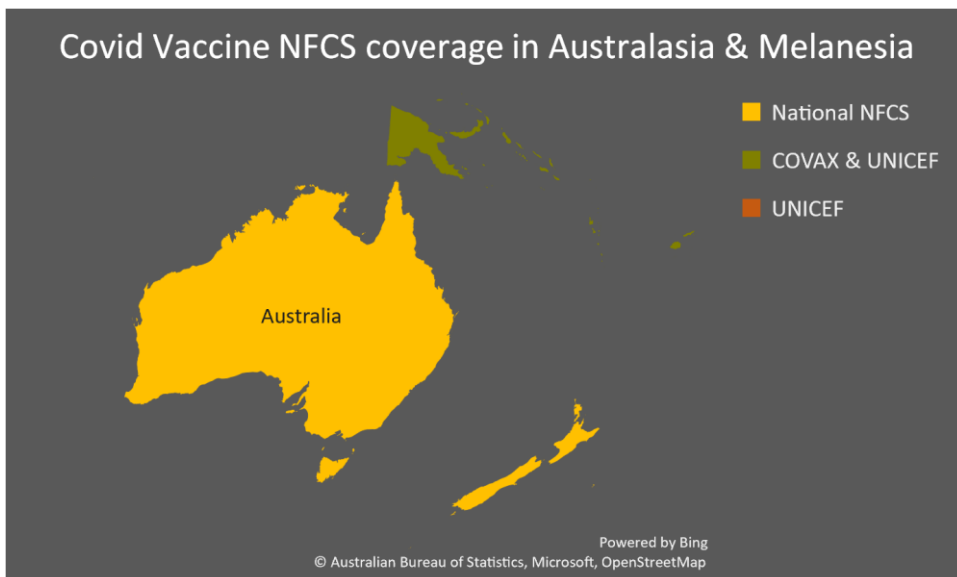 Covid Vaccine NFCS coverage in Australasia & Melanesia
National NFCS
COVAX & UNICEF
UNICEF
Australia
Powered by Bing
© Australian Bureau of Statistics, Microsoft, OpenStreetMap